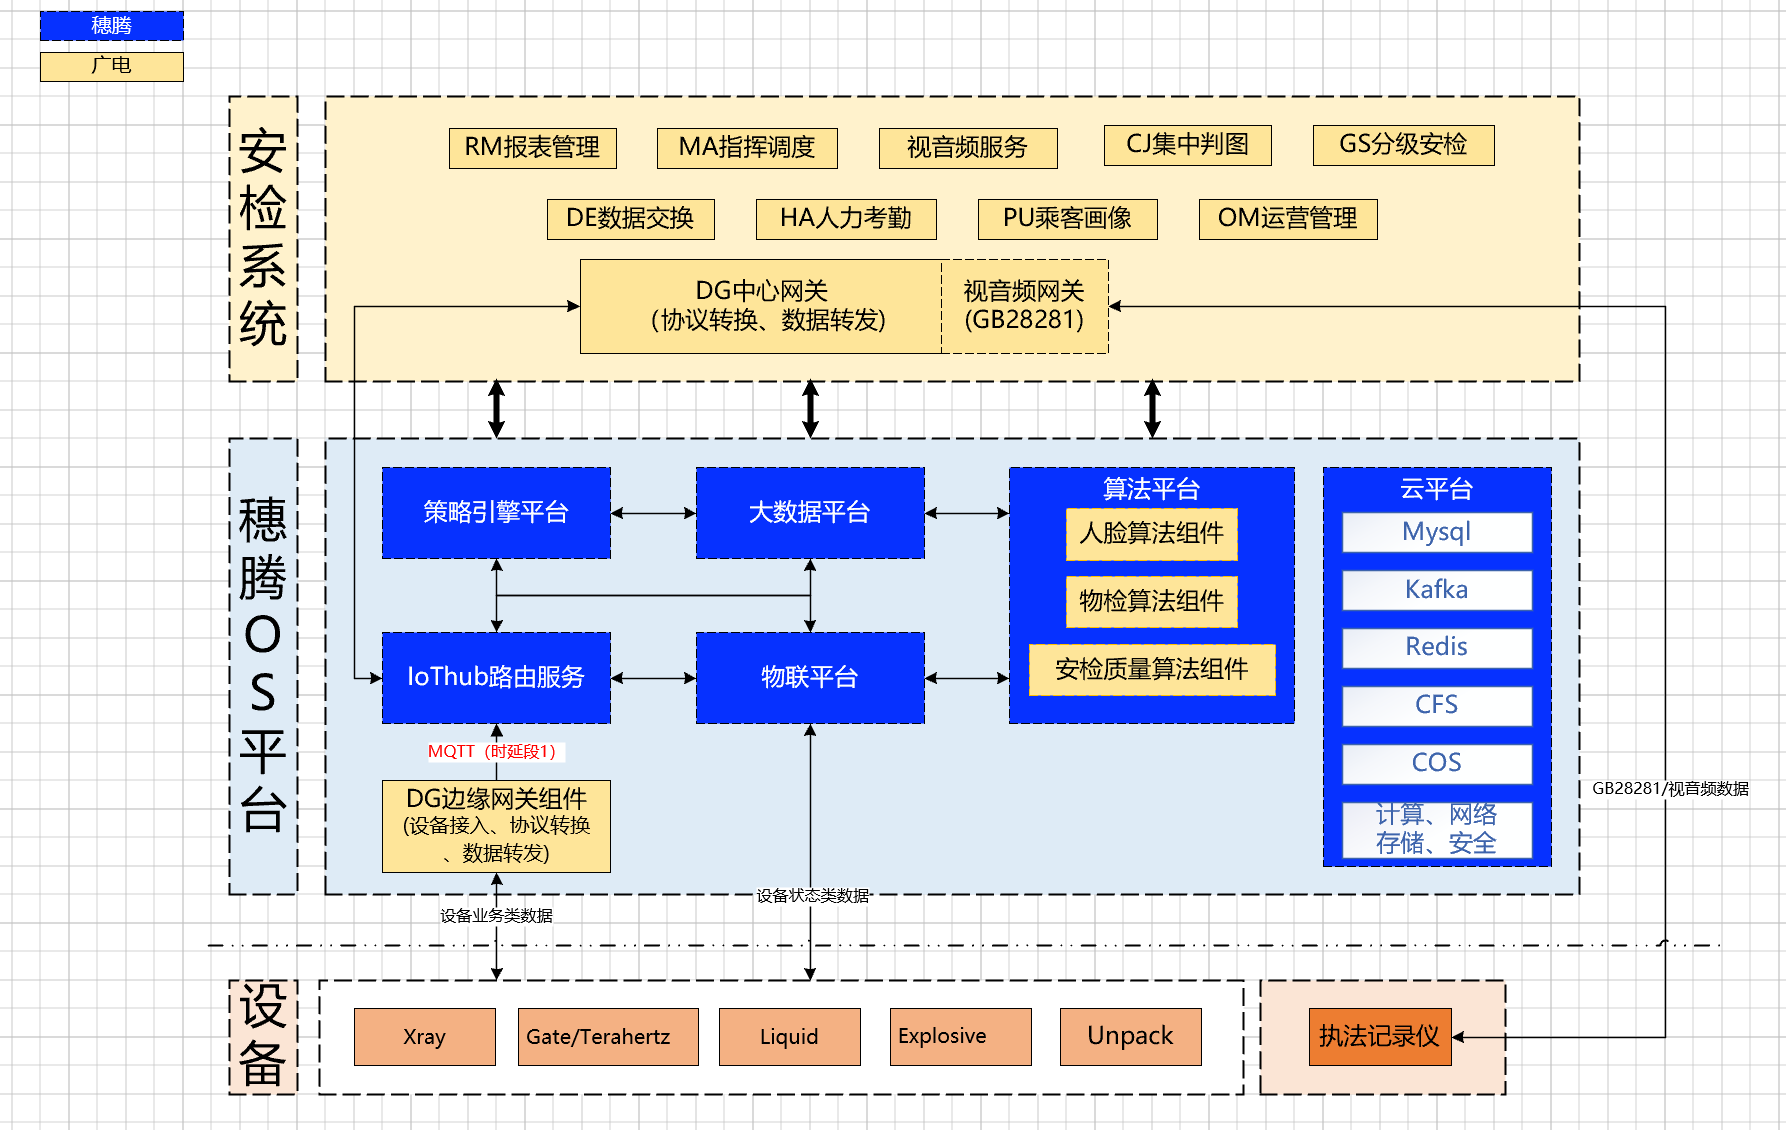 穗腾
广电
安检系统
RM报表管理
MA指挥调度
视音频服务
CJ集中判图
GS分级安检
DE数据交换
HA人力考勤
PU乘客画像
OM运营管理
DG中心网关
（协议转换、数据转发）
视音频网关
(GB28281)
穗腾OS平台
策略引擎平台
大数据平台
算法平台
人脸算法组件
物检算法组件
安检质量算法组件
云平台
Mysql
Kafka
Redis
CFS
COS
计算、网络
存储、安全
IoThub路由服务
物联平台
MQTT（时延段1）
DG边缘网关组件
(设备接入、协议转换
、数据转发)
GB28281/视音频数据
设备状态类数据
设备业务类数据
设备
Xray
Gate/Terahertz
Liquid
Explosive
Unpack
执法记录仪